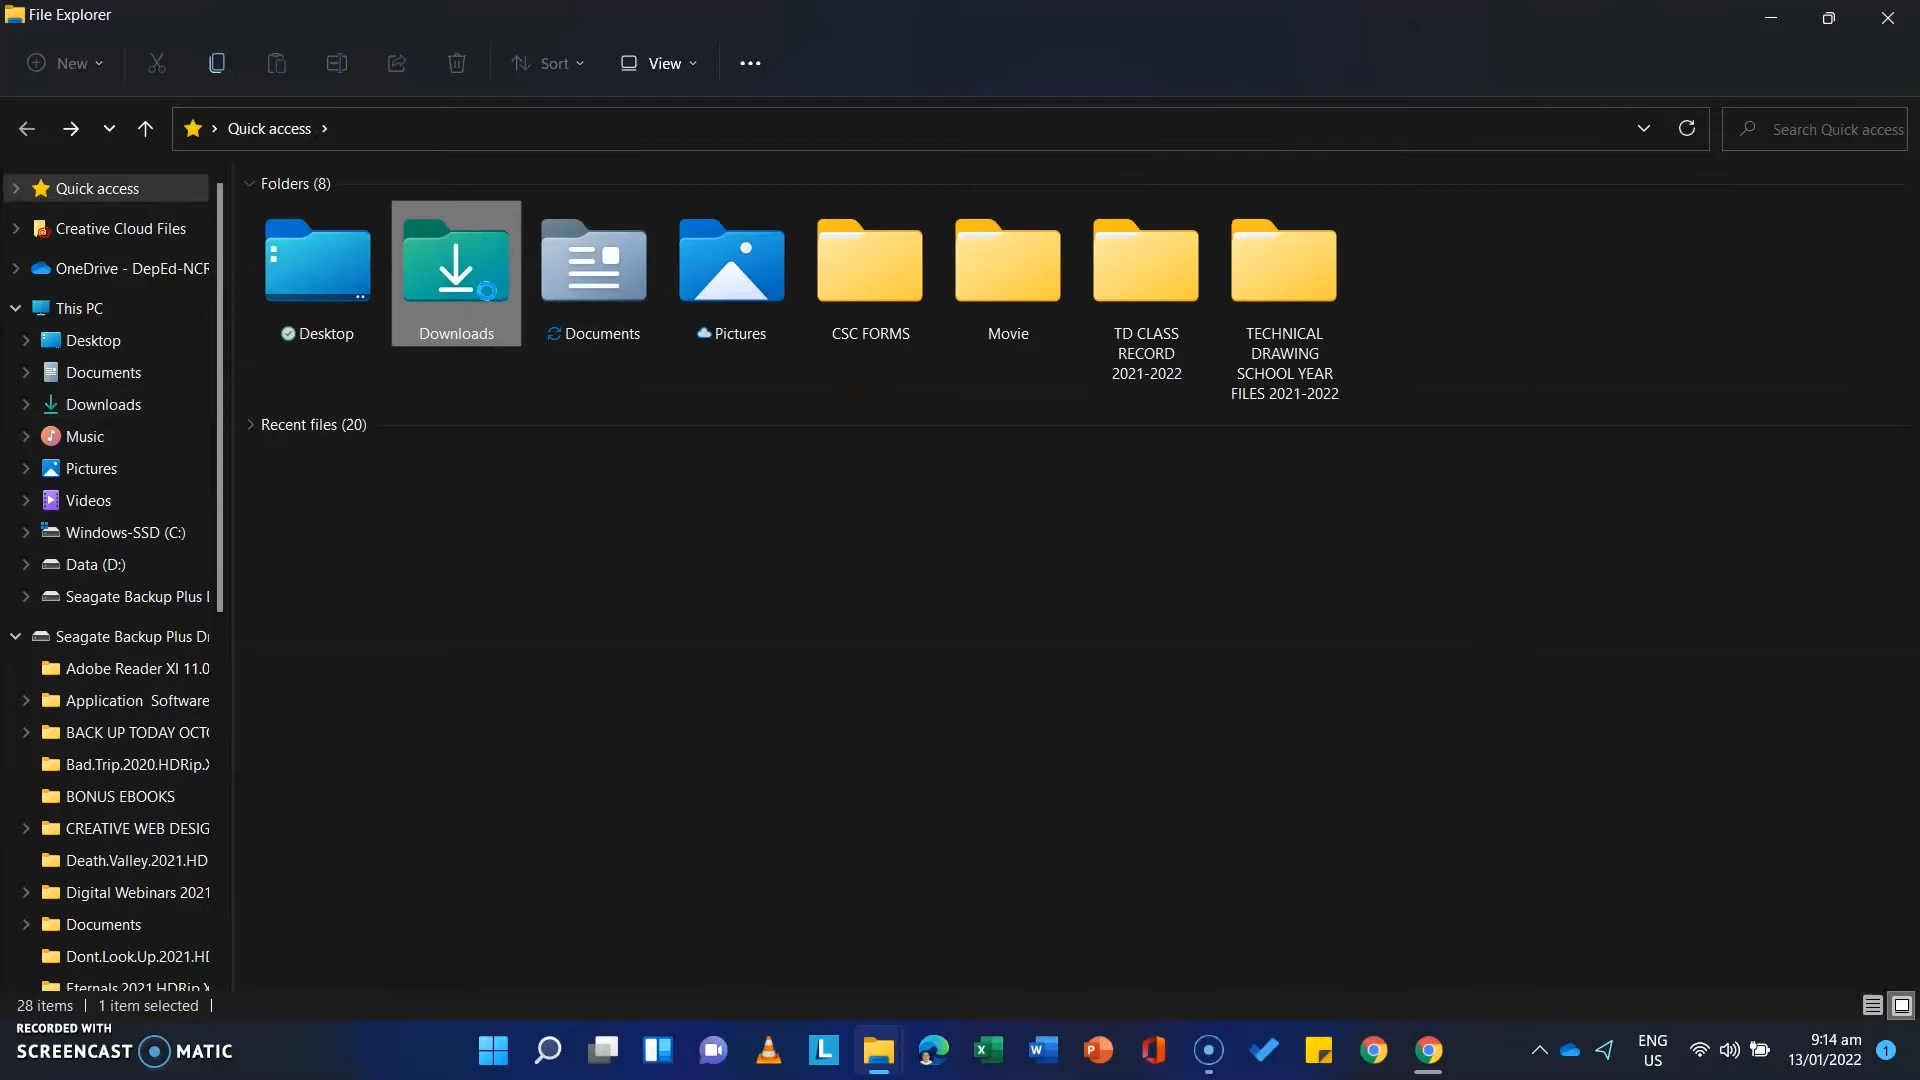 File Explorer
New
Sort
View
Quick access
Search Quick access
Quick access
Creative Cloud Files
OneDrive - DepEd-NCR
This PC
Desktop
Documents
Downloads
Music
Pictures
Videos
Windows-SSD (C:)
Data (D:)
Seagate Backup Plus
Seagate Backup Plus
Adobe Reader XI 11.0
Application Software
BACK UP TODAY
Bad.Trip.2020.HDRip.
BONUS EBOOKS
CREATIVE WEB DESIG
Death.Valley.2021.HD
Digital Webinars 2021
Documents
Dont.Look.Up.2021.
Eternals 2021 HDRip
Folders (8)
Desktop
Downloads
Documents
Pictures
CSC FORMS
Movie
TD CLASS
RECORD
2021-2022
TECHNICAL
DRAWING
SCHOOL YEAR
FILES 2021-2022
Recent files (20)
28 items
1 item selected
RECORDED WITH
SCREENCAST MATIC
ENG
US
9:14 am
13/01/2022
1